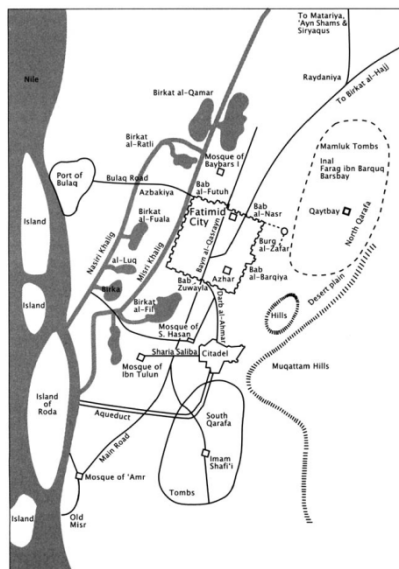 To Matariya,
'Ayn Shams &
Siryaqus
Nile
Raydaniya
To Birkat al-Hajj
Birkat al-Qamar
Birkat
al-Ratli
Mamluk Tombs
Inal
Farag ibn Barquq
Barsbay
Mosque of
Baybars I
Port of
Bulaq
Bulaq Road
Azbakiya
Bab
al-Futuh
Qaytbay
North Qarafa
Island
Birkat
al-Fuala
Fatimid
City
Bab
al-Nasr
Nasiri Khalig
Misri Khalig
Bayn al-Qasrayn
Burg
al-Zafar
al-Luq
Azhar
Bab
al-Barqiya
Desert plain
Birka
Bab
Zuwayla
Darb al-Ahmar
Island
Birkat
al-Fil
Hills
Mosque of
S. Hasan
Sharia Saliba
Citadel
Muqattam Hills
Mosque of
Ibn Tulun
Island
of
Roda
Aqueduct
South
Qarafa
Main Road
Imam
Shafi'i
Mosque of 'Amr
Tombs
Island
Old
Misr